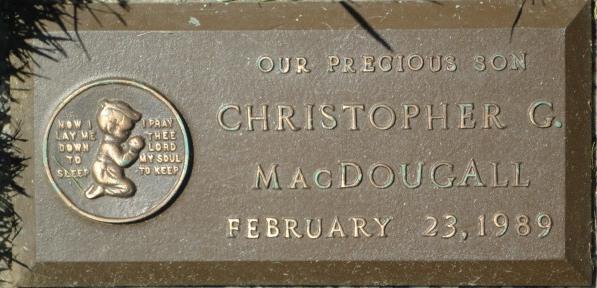 NOW I
LAY ME
DOWN
TO
SLEEP
I PRAY
THEE
LORD
MY SOUL
TO KEEP
OUR PRECIOUS SON
CHRISTOPHER G.
MACDOUGALL
FEBRUARY 23, 1989